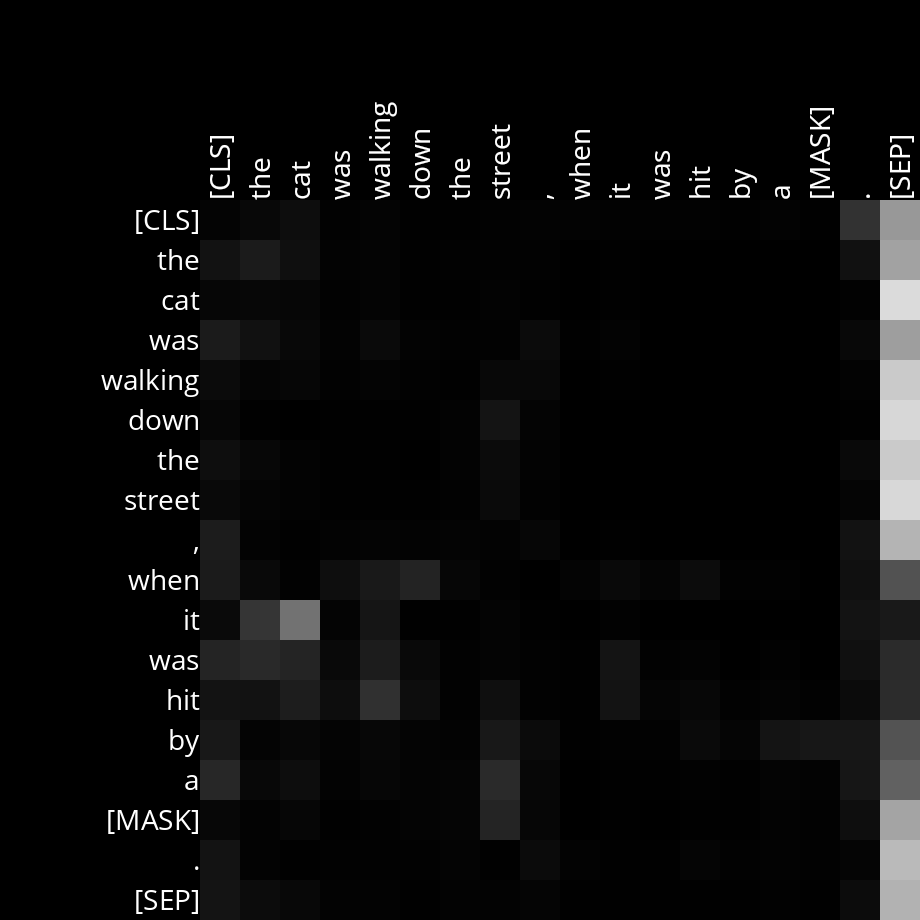 [CLS] the cat was walking down the street , when it was hit by a [MASK] . [SEP]
[CLS]
the
cat
was
walking
down
the
street
,
when
it
was
hit
by
a
[MASK]
.
[SEP]